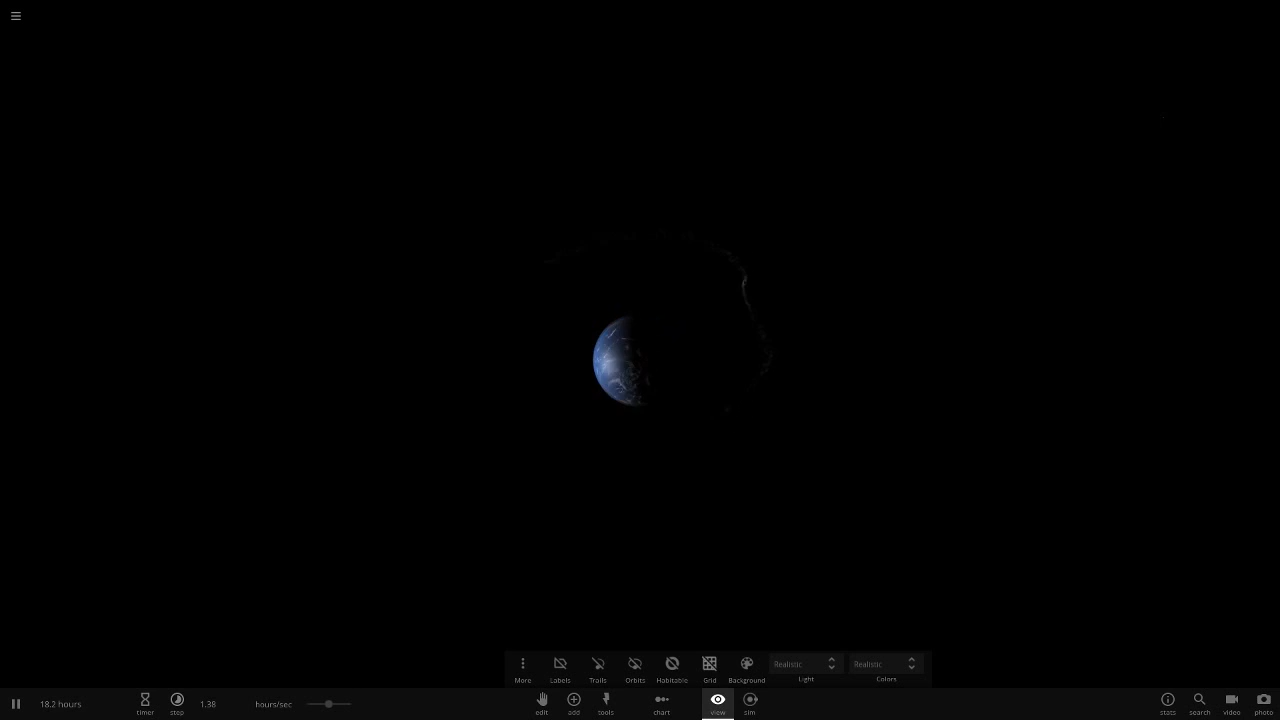 More
Labels
Trails
Orbits
Habitable
Grid
Background
Realistic
Light
Realistic
Colors
18.2 hours
timer
step
1.38
hours/sec
edit
add
tools
chart
view
sim
stats
search
video
photo